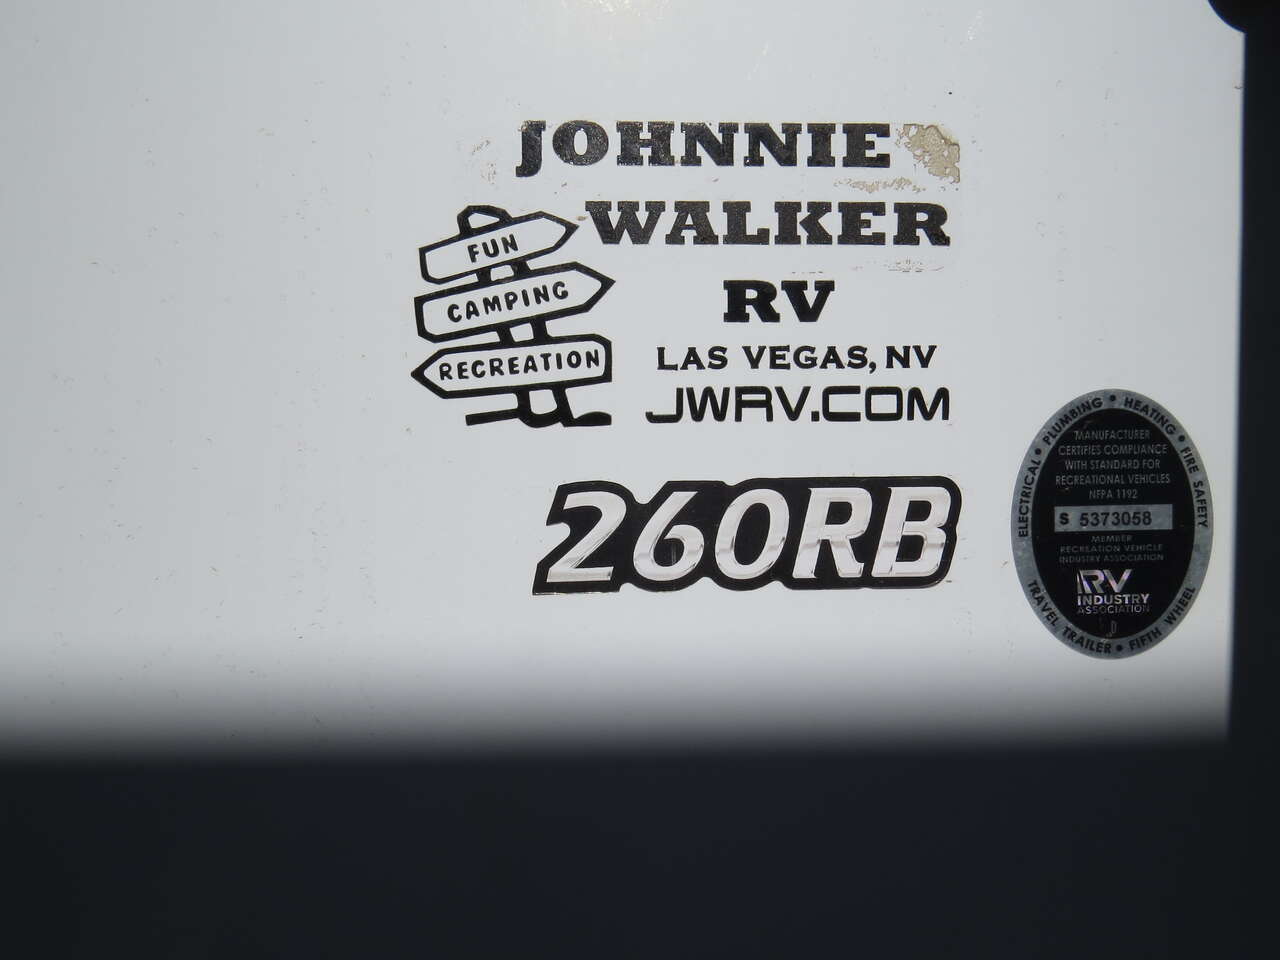 JOHNNIE
WALKER
RV
LAS VEGAS, NV
JWRV.COM
FUN
CAMPING
RECREATION
260RB
ELECTRICAL • PLUMBING • HEATING • FIRE SAFETY
MANUFACTURER
CERTIFIES COMPLIANCE
WITH STANDARD FOR
RECREATIONAL VEHICLES
NFPA 1192
S 5373058
MEMBER
RECREATION VEHICLE
INDUSTRY ASSOCIATION
RV
INDUSTRY
ASSOCIATION
TRAVEL TRAILER • FIFTH WHEEL